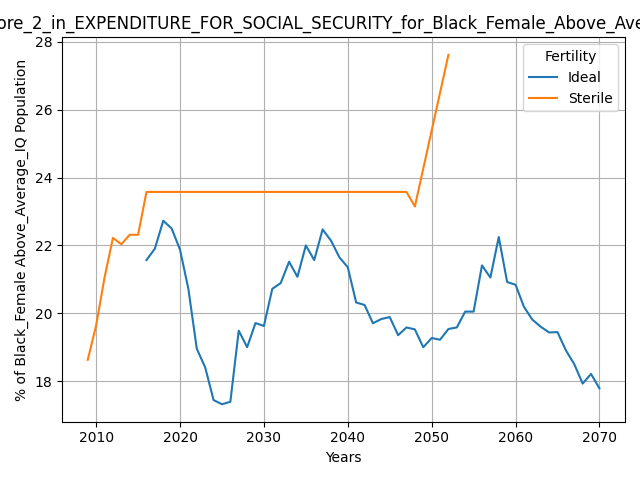 ore_2_in_EXPENDITURE_FOR_SOCIAL_SECURITY_for_Black_Female_Above_Ave
28
26
24
22
20
18
% of Black_Female Above_Average_IQ Population
Fertility
Ideal
Sterile
2010 2020 2030 2040 2050 2060 2070
Years